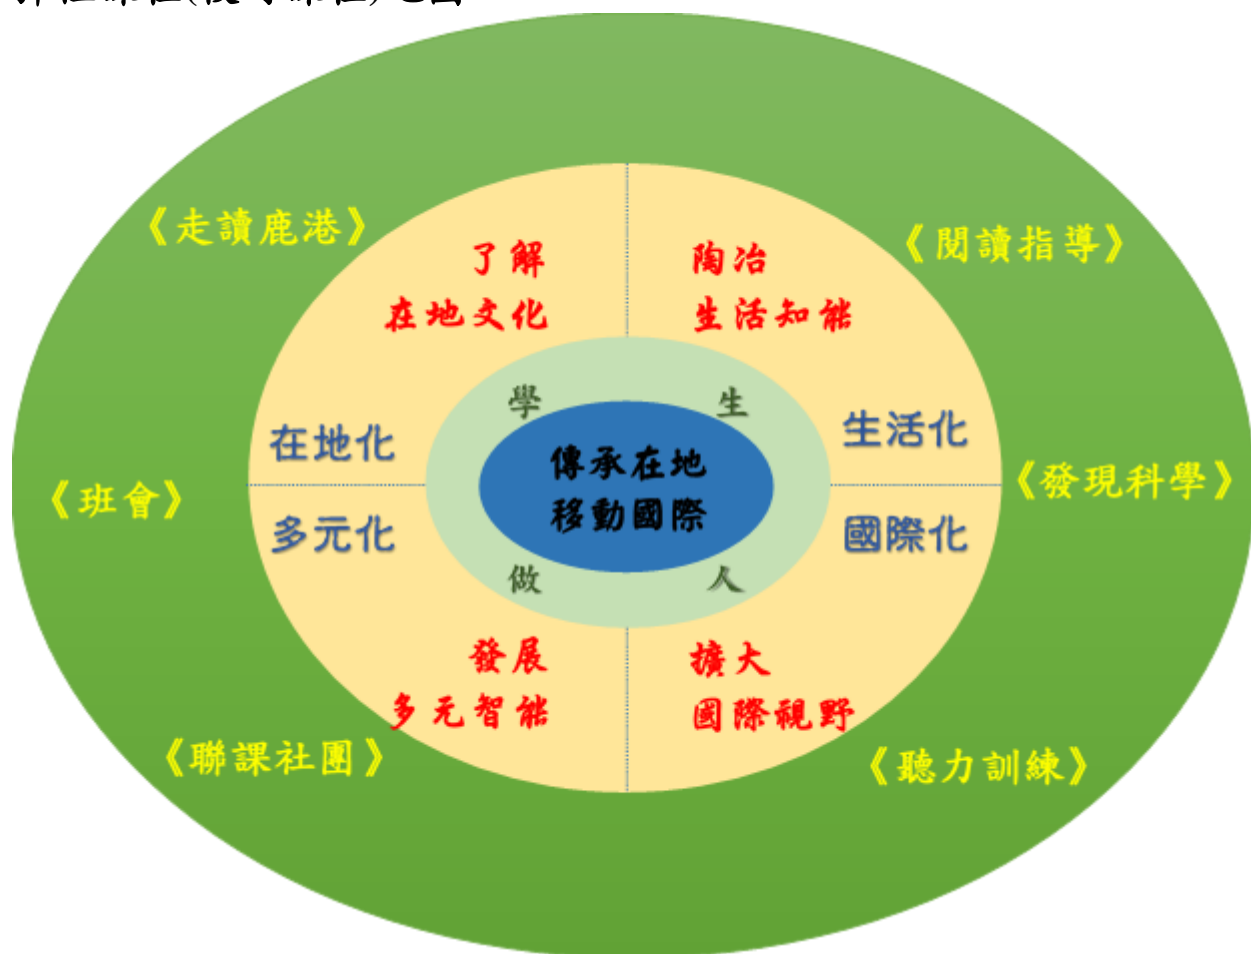 《走讀鹿港》
《閱讀指導》
了解
在地文化
陶冶
生活知能
學
生
在地化
生活化
傳承在地
移動國際
《班會》
《發現科學》
多元化
國際化
做
人
發展
多元智能
擴大
國際視野
《聯課社團》
《聽力訓練》